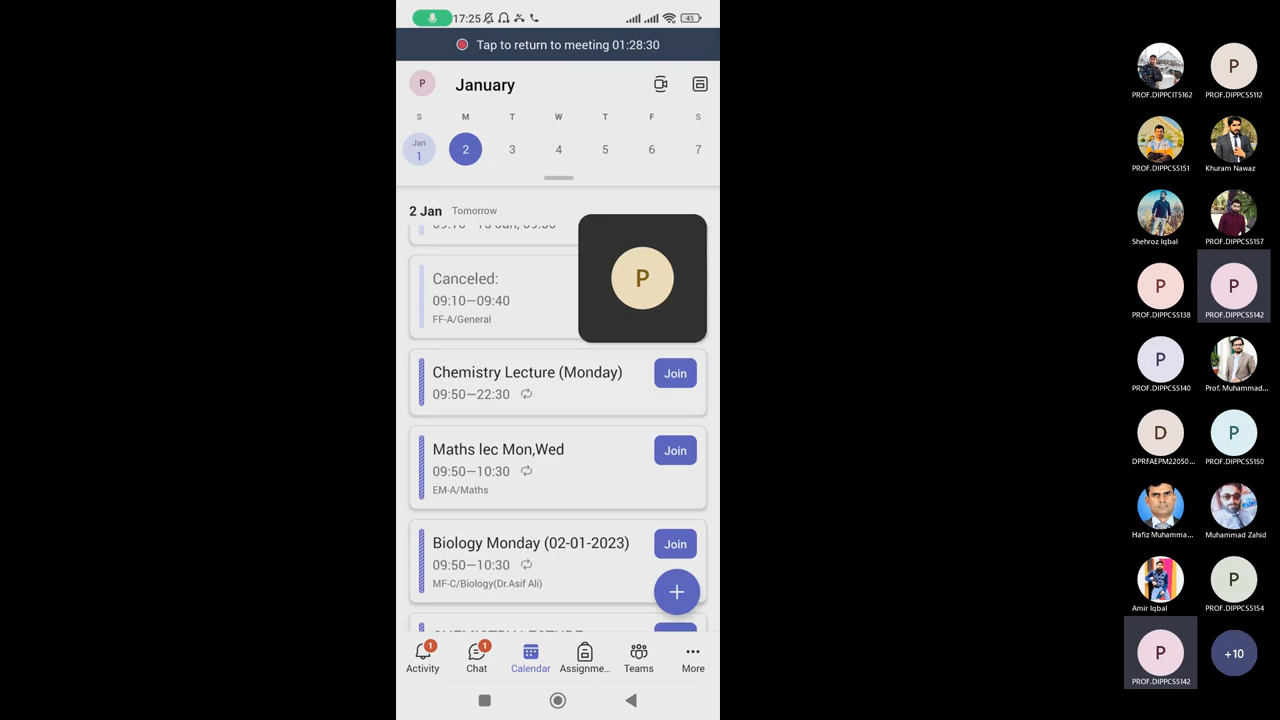 17:25
45
Tap to return to meeting 01:28:30
P
January
S M T W T F S
Jan
1 2 3 4 5 6 7
2 Jan Tomorrow
P
Canceled:
09:10—09:40
FF-A/General
Chemistry Lecture (Monday)
Join
09:50—22:30
Maths lec Mon,Wed
Join
09:50—10:30
EM-A/Maths
Biology Monday (02-01-2023)
Join
09:50—10:30
MF-C/Biology(Dr.Asif Ali)
1 1
Activity Chat Calendar Assignme... Teams More
P
PROF.DIPPCIT5162 PROF.DIPPCS5112
PROF.DIPPCS5151 Khuram Nawaz
Shehroz Iqbal PROF.DIPPCS5157
P P
PROF.DIPPCS5138 PROF.DIPPCS5142
P
PROF.DIPPCS5140 Prof. Muhammad...
D P
DPRFAEPM22050... PROF.DIPPCS5150
Hafiz Muhamma... Muhammad Zahid
P
Amir Iqbal PROF.DIPPCS5154
P +10
PROF.DIPPCS5142